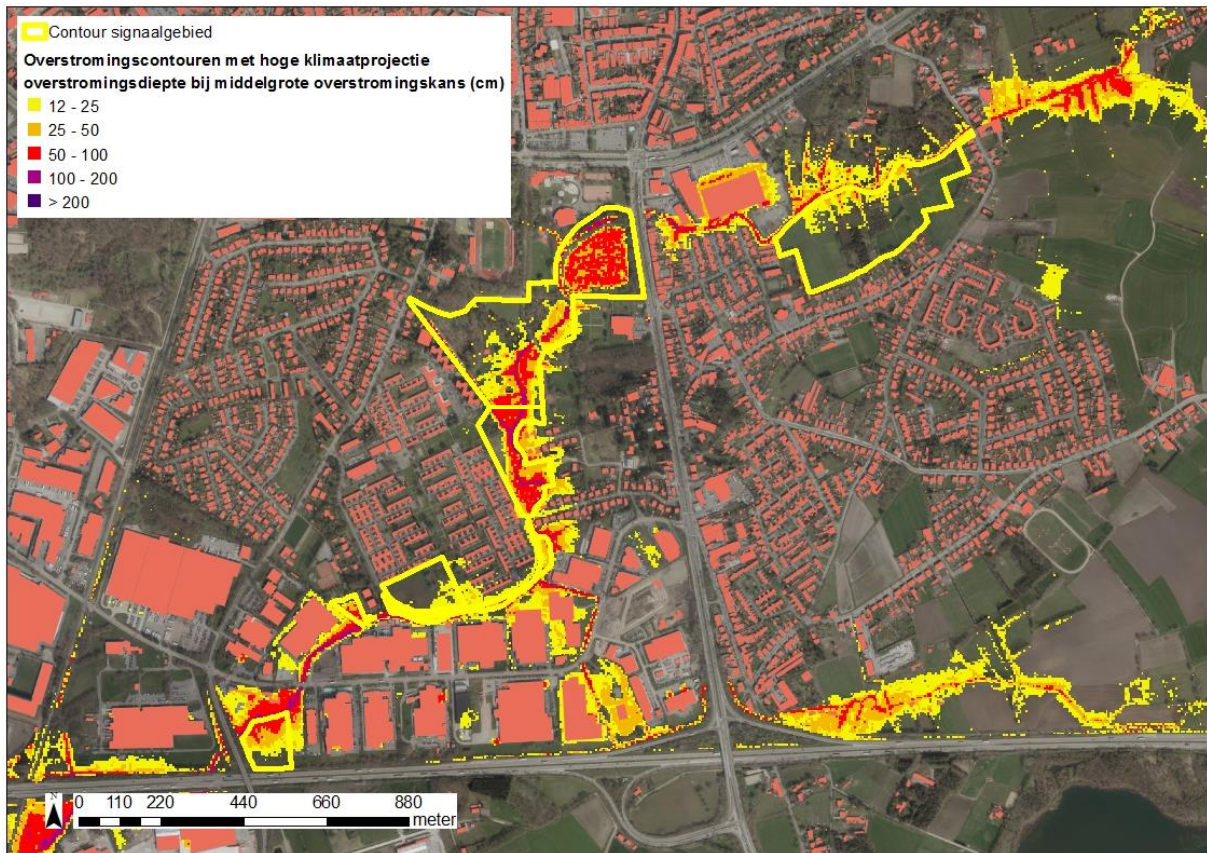 Contour signaalgebied
Overstromingscontouren met hoge klimaatprojectie
overstromingsdiepte bij middelgrote overstromingskans (cm)
12 - 25
25 - 50
50 - 100
100 - 200
> 200
N
0 110 220 440 660 880
meter